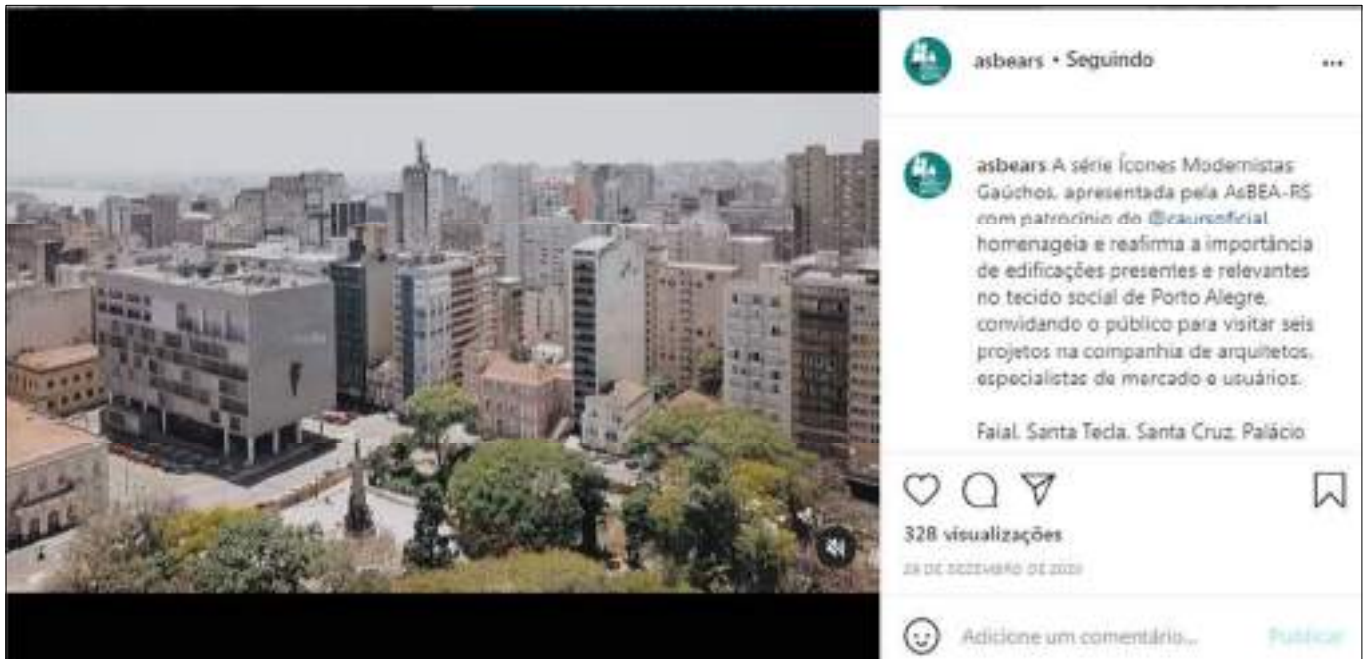 asbears • Seguindo
asbears A série Ícones Modernistas
Gaúchos, apresentada pela AsBEA-RS
com patrocínio do @caursoficial
homenageia e reafirma a importância
de edificações presentes e relevantes
no tecido social de Porto Alegre,
convidando o público para visitar seis
projetos na companhia de arquitetos,
especialistas de mercado e usuários.
Faial, Santa Tecla, Santa Cruz, Palácio
328 visualizações
28 DE DEZEMBRO DE 2020
Adicione um comentário...
Publicar